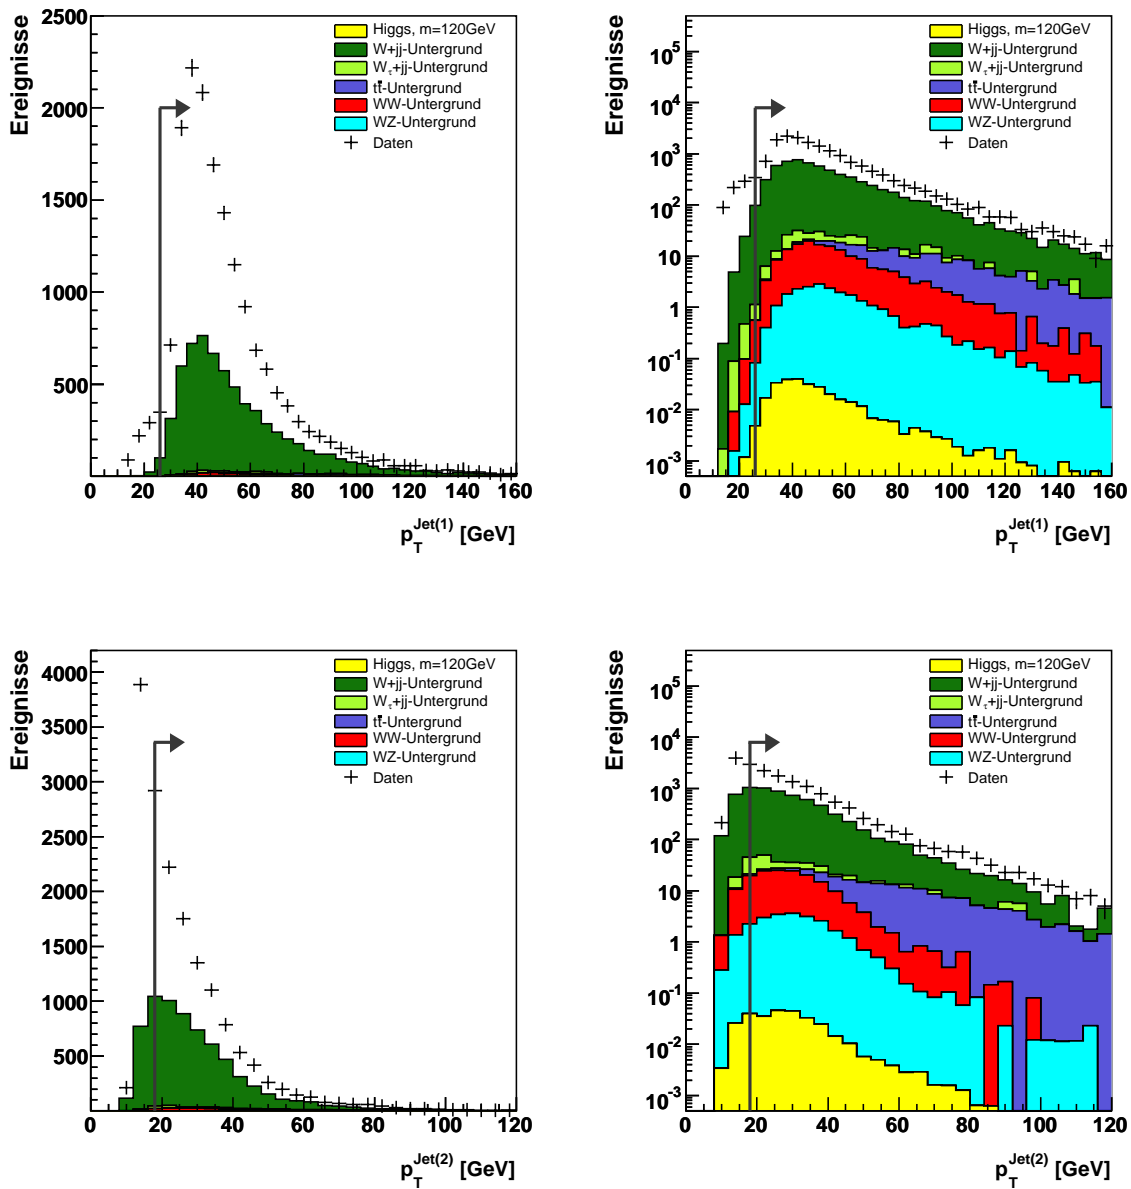 Ereignisse
2500
2000
1500
1000
500
0 20 40 60 80 100 120 140 160
Higgs, m=120GeV
W+jj-Untergrund
Wτ+jj-Untergrund
tt̄-Untergrund
WW-Untergrund
WZ-Untergrund
Daten
p_T^Jet(1) [GeV]
Ereignisse
10^5
10^4
10^3
10^2
10
1
10^-1
10^-2
10^-3
0 20 40 60 80 100 120 140 160
Higgs, m=120GeV
W+jj-Untergrund
Wτ+jj-Untergrund
tt̄-Untergrund
WW-Untergrund
WZ-Untergrund
Daten
p_T^Jet(1) [GeV]
Ereignisse
4000
3500
3000
2500
2000
1500
1000
500
0 20 40 60 80 100 120
Higgs, m=120GeV
W+jj-Untergrund
Wτ+jj-Untergrund
tt̄-Untergrund
WW-Untergrund
WZ-Untergrund
Daten
p_T^Jet(2) [GeV]
Ereignisse
10^5
10^4
10^3
10^2
10
1
10^-1
10^-2
10^-3
0 20 40 60 80 100 120
Higgs, m=120GeV
W+jj-Untergrund
Wτ+jj-Untergrund
tt̄-Untergrund
WW-Untergrund
WZ-Untergrund
Daten
p_T^Jet(2) [GeV]